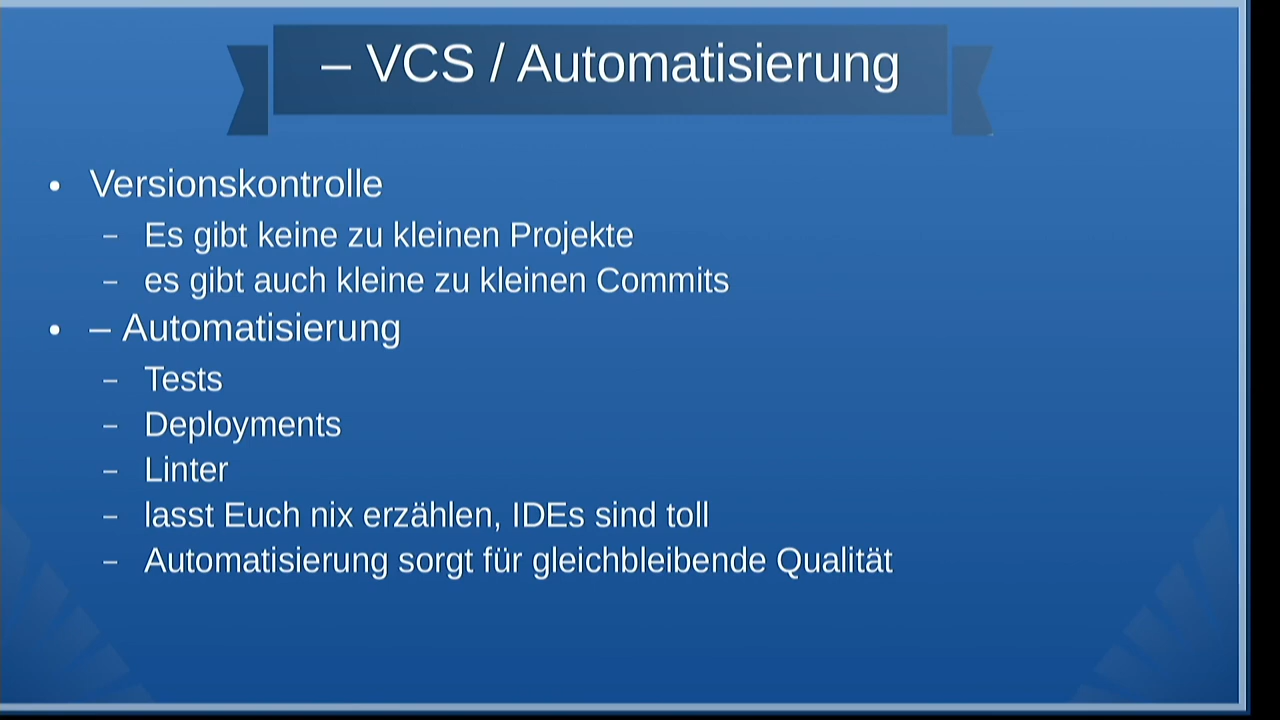 – VCS / Automatisierung
• Versionskontrolle
– Es gibt keine zu kleinen Projekte
– es gibt auch kleine zu kleinen Commits
• – Automatisierung
– Tests
– Deployments
– Linter
– lasst Euch nix erzählen, IDEs sind toll
– Automatisierung sorgt für gleichbleibende Qualität